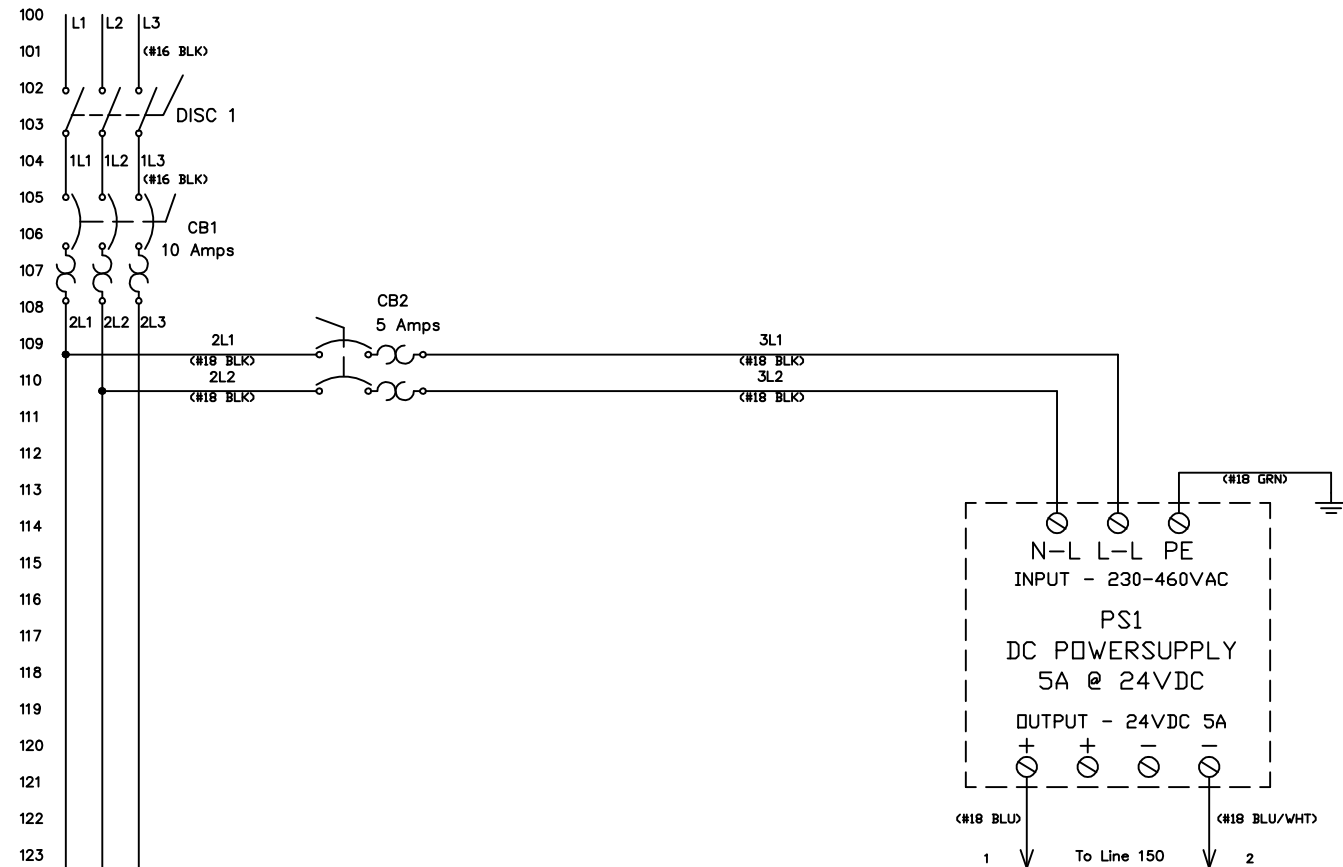 100 L1 L2 L3
101 (#16 BLK)
102
DISC 1
103
104 1L1 1L2 1L3
(#16 BLK)
105
CB1
106
10 Amps
107
CB2
108
2L1 2L2 2L3
5 Amps
109 2L1 3L1
(#18 BLK) (#18 BLK)
110 2L2 3L2
(#18 BLK) (#18 BLK)
111
112
(#18 GRN)
113
114
N-L L-L PE
115
INPUT - 230-460VAC
116
PS1
117
DC POWERSUPPLY
118
5A @ 24VDC
119
OUTPUT - 24VDC 5A
120
+ + - -
121
122 (#18 BLU) (#18 BLU/WHT)
123 1 To Line 150 2